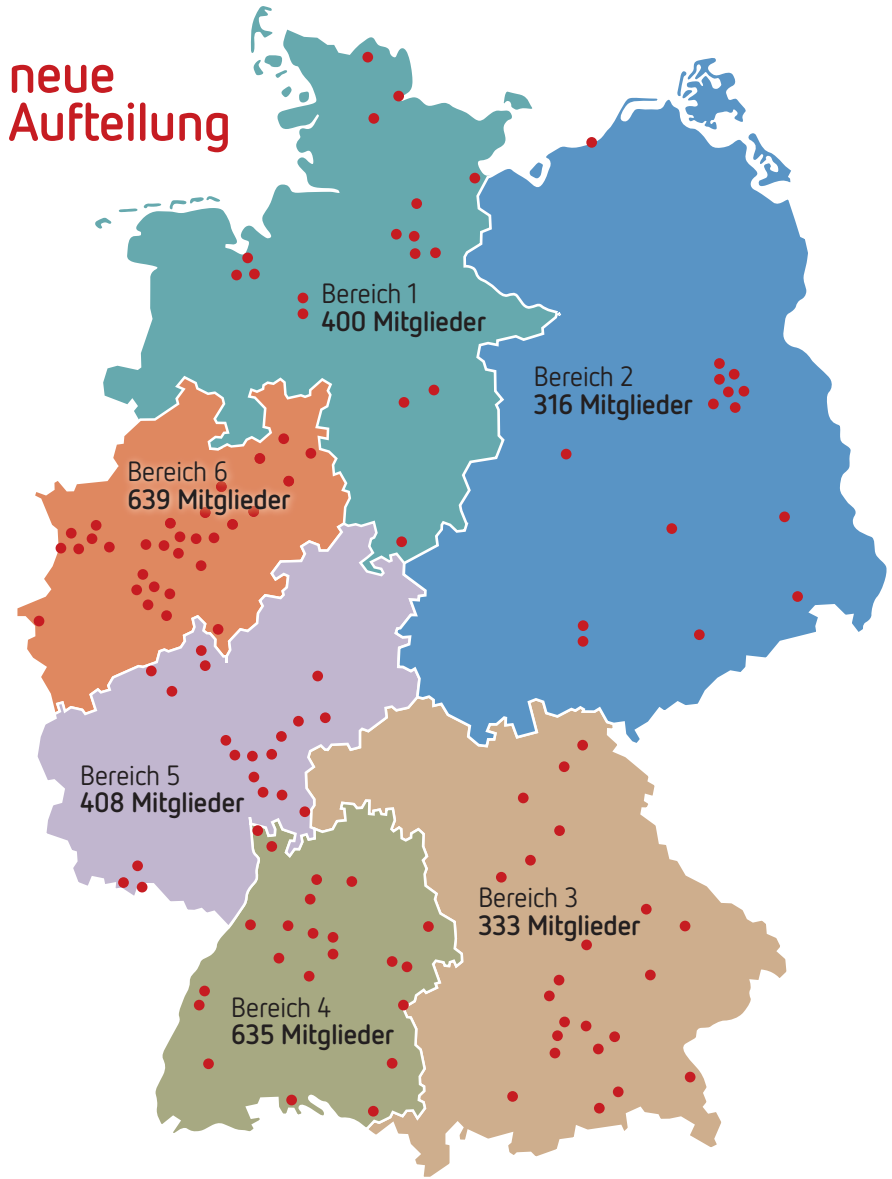 neue
Aufteilung
Bereich 1
400 Mitglieder
Bereich 2
316 Mitglieder
Bereich 6
639 Mitglieder
Bereich 5
408 Mitglieder
Bereich 3
333 Mitglieder
Bereich 4
635 Mitglieder